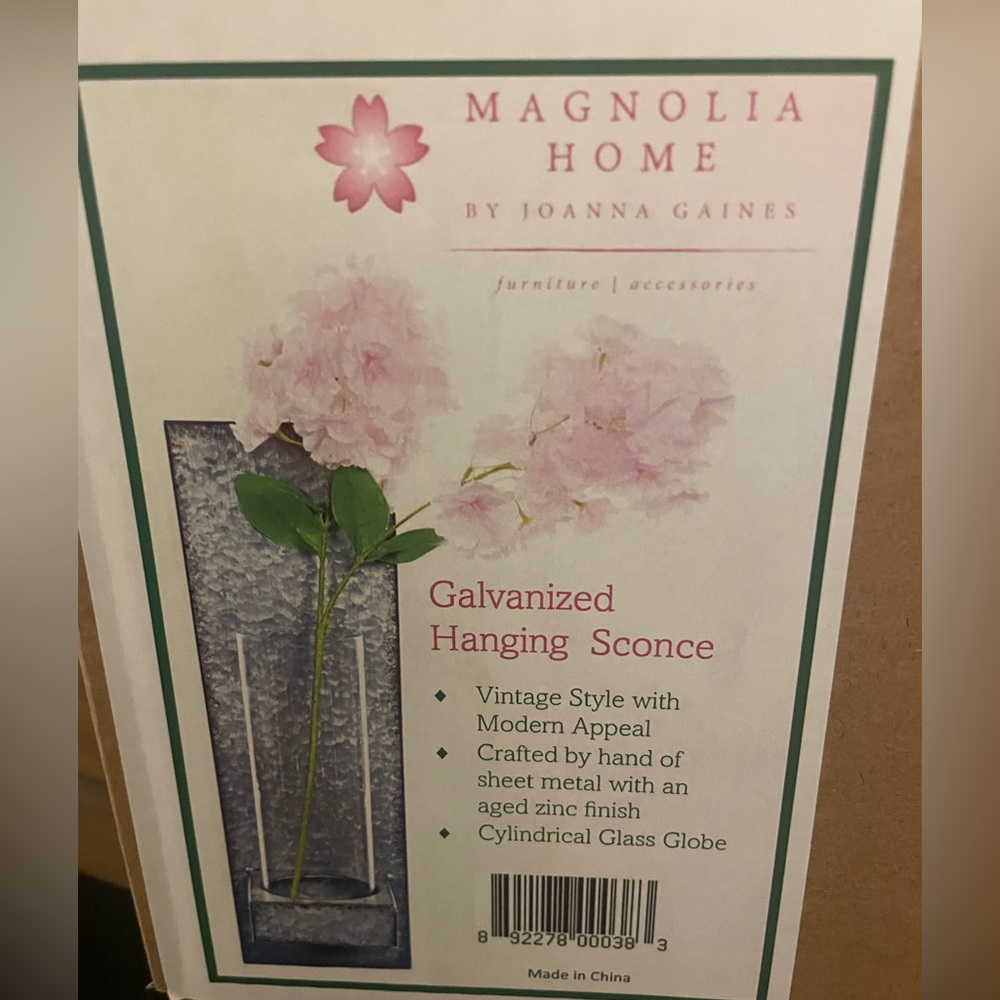 MAGNOLIA
HOME
BY JOANNA GAINES
furniture | accessories
Galvanized
Hanging Sconce
◆ Vintage Style with
Modern Appeal
◆ Crafted by hand of
sheet metal with an
aged zinc finish
◆ Cylindrical Glass Globe
8 92278 00038 3
Made in China